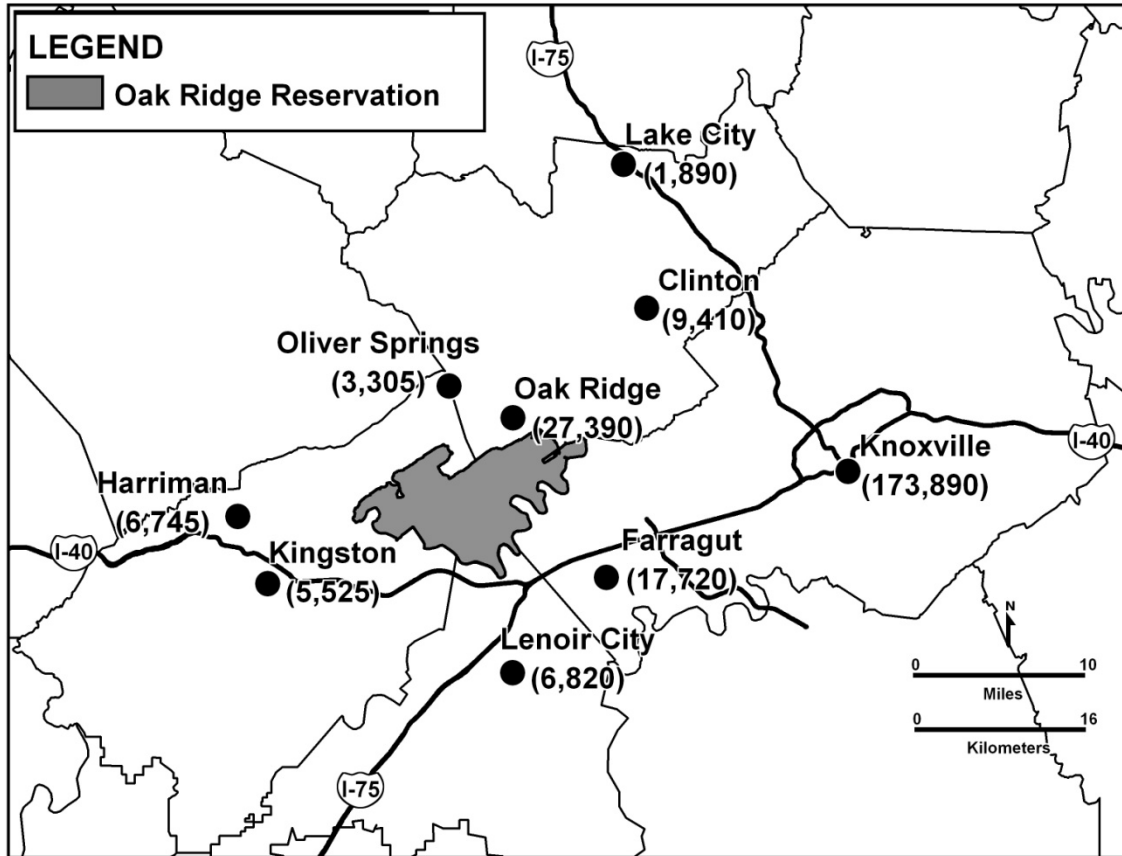 LEGEND
Oak Ridge Reservation
I-75
Lake City
(1,890)
Clinton
(9,410)
Oliver Springs
(3,305)
Oak Ridge
(27,390)
Knoxville
(173,890)
I-40
Harriman
(6,745)
I-40
Kingston
(5,525)
Farragut
(17,720)
Lenoir City
(6,820)
I-75
N
0 10
Miles
0 16
Kilometers